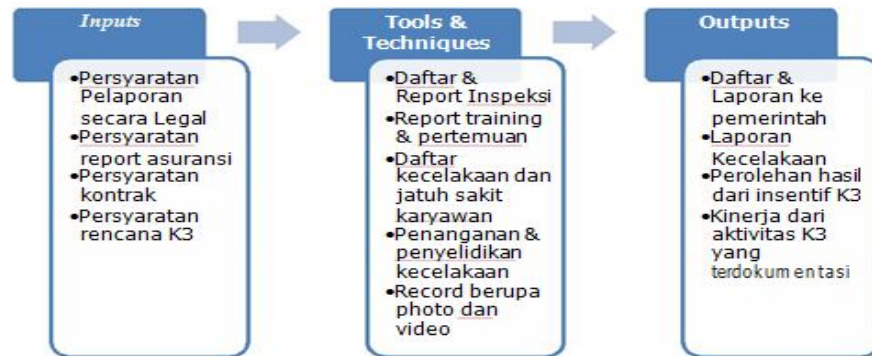 Inputs
•Persyaratan
Pelaporan
secara Legal
•Persyaratan
report asuransi
•Persyaratan
kontrak
•Persyaratan
rencana K3
Tools &
Techniques
•Daftar &
Report Inspeksi
•Report training
& pertemuan
•Daftar
kecelakaan dan
jatuh sakit
karyawan
•Penanganan &
penyelidikan
kecelakaan
•Record berupa
photo dan
video
Outputs
•Daftar &
Laporan ke
pemerintah
•Laporan
Kecelakaan
•Perolehan hasil
dari insentif K3
•Kinerja dari
aktivitas K3
yang
terdokumentasi